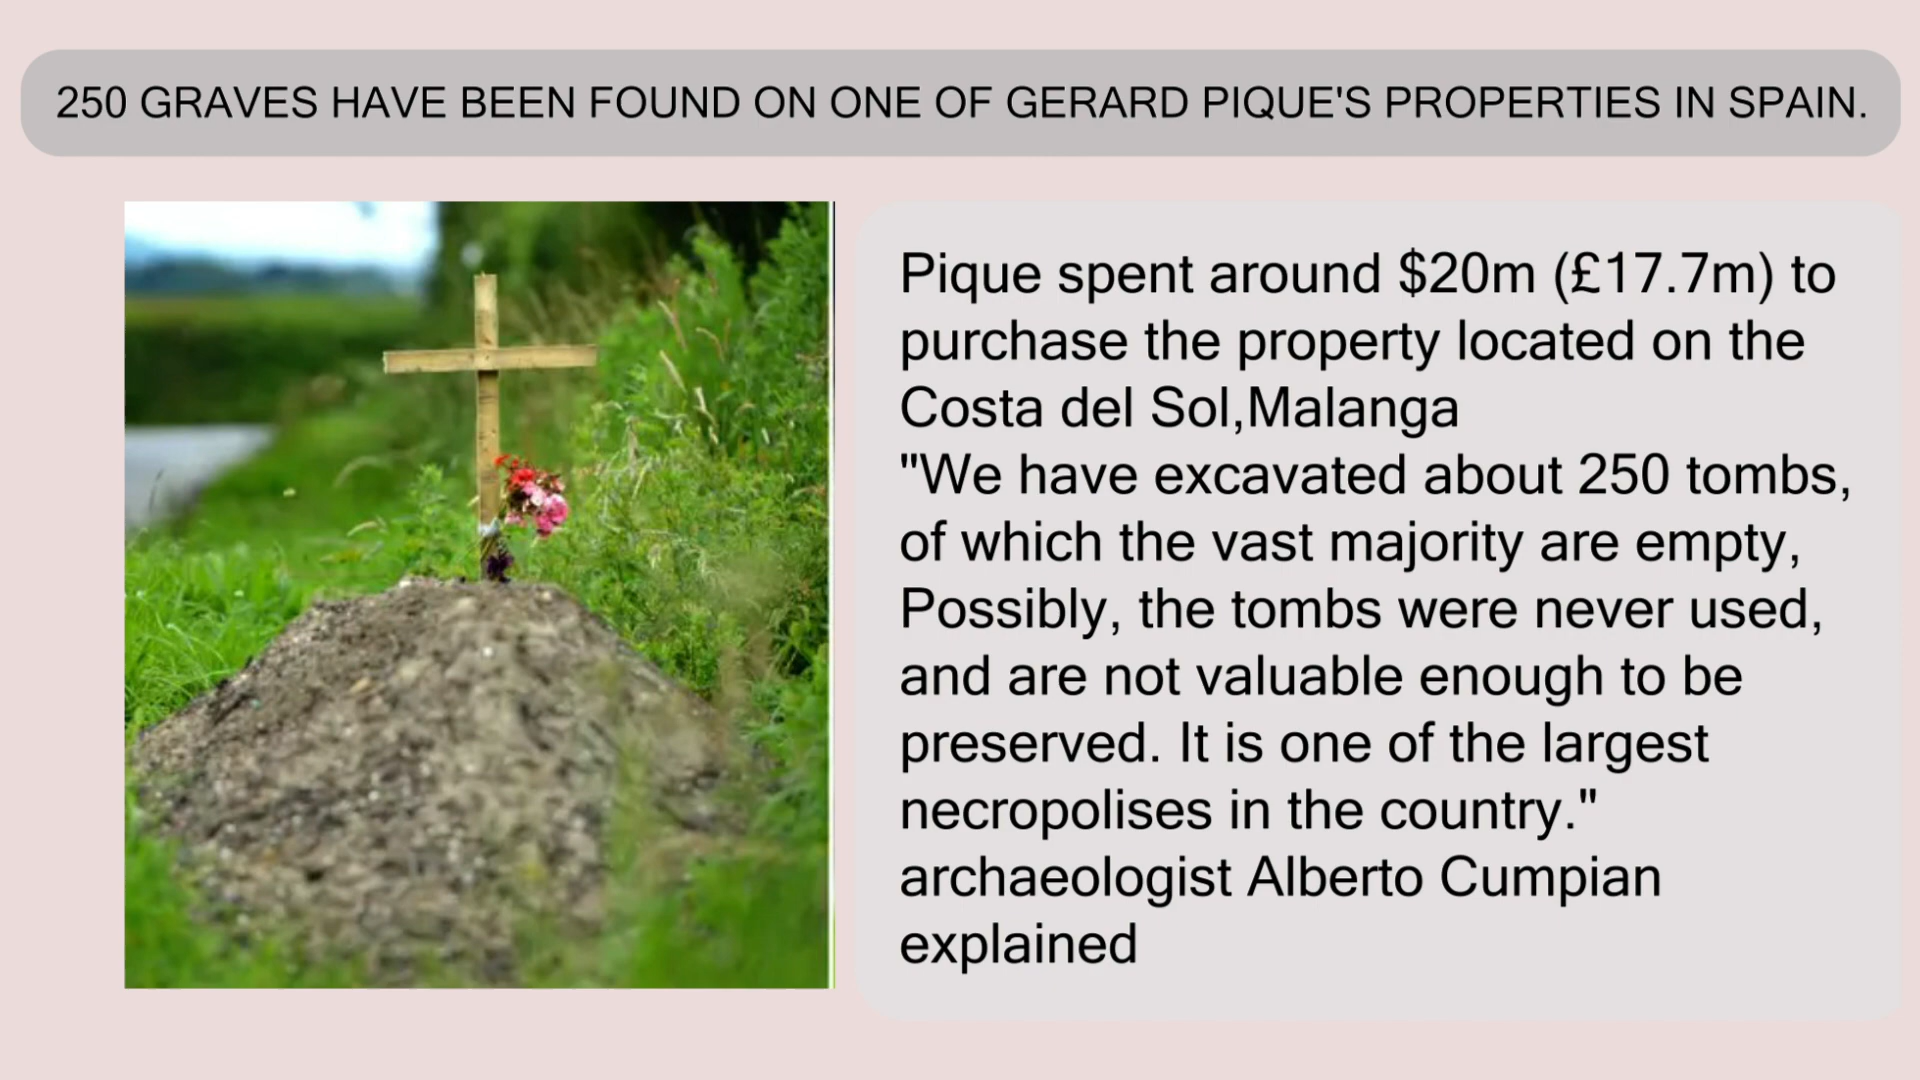 250 GRAVES HAVE BEEN FOUND ON ONE OF GERARD PIQUE'S PROPERTIES IN SPAIN.
Pique spent around $20m (£17.7m) to
purchase the property located on the
Costa del Sol,Malanga
"We have excavated about 250 tombs,
of which the vast majority are empty,
Possibly, the tombs were never used,
and are not valuable enough to be
preserved. It is one of the largest
necropolises in the country."
archaeologist Alberto Cumpian
explained